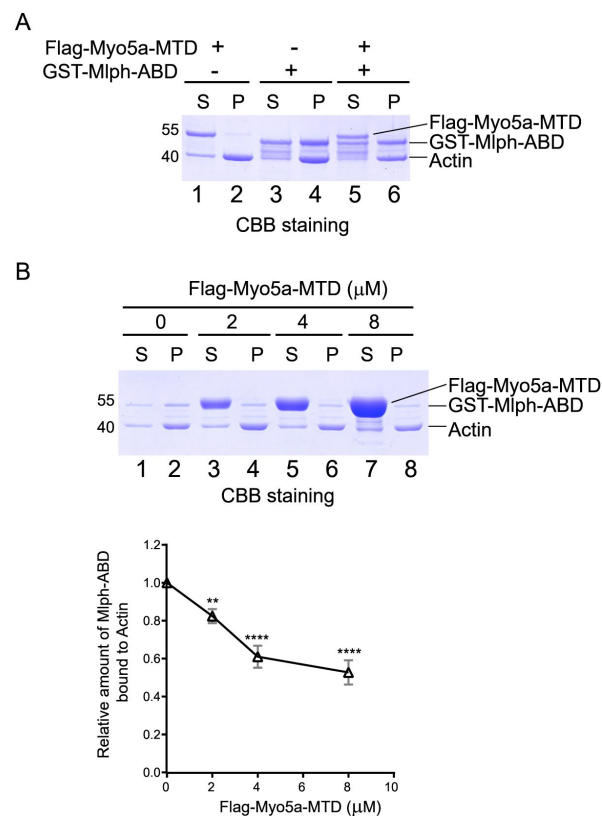 A
Flag-Myo5a-MTD + - +
GST-Mlph-ABD - + +
S P S P S P
55
40
Flag-Myo5a-MTD
GST-Mlph-ABD
Actin
1 2 3 4 5 6
CBB staining
B
Flag-Myo5a-MTD (μM)
0 2 4 8
S P S P S P S P
55
40
Flag-Myo5a-MTD
GST-Mlph-ABD
Actin
1 2 3 4 5 6 7 8
CBB staining
Relative amount of Mlph-ABD
bound to Actin
1.2
1.0
0.8
0.6
0.4
0.2
0.0
** **** ****
0 2 4 6 8 10
Flag-Myo5a-MTD (μM)